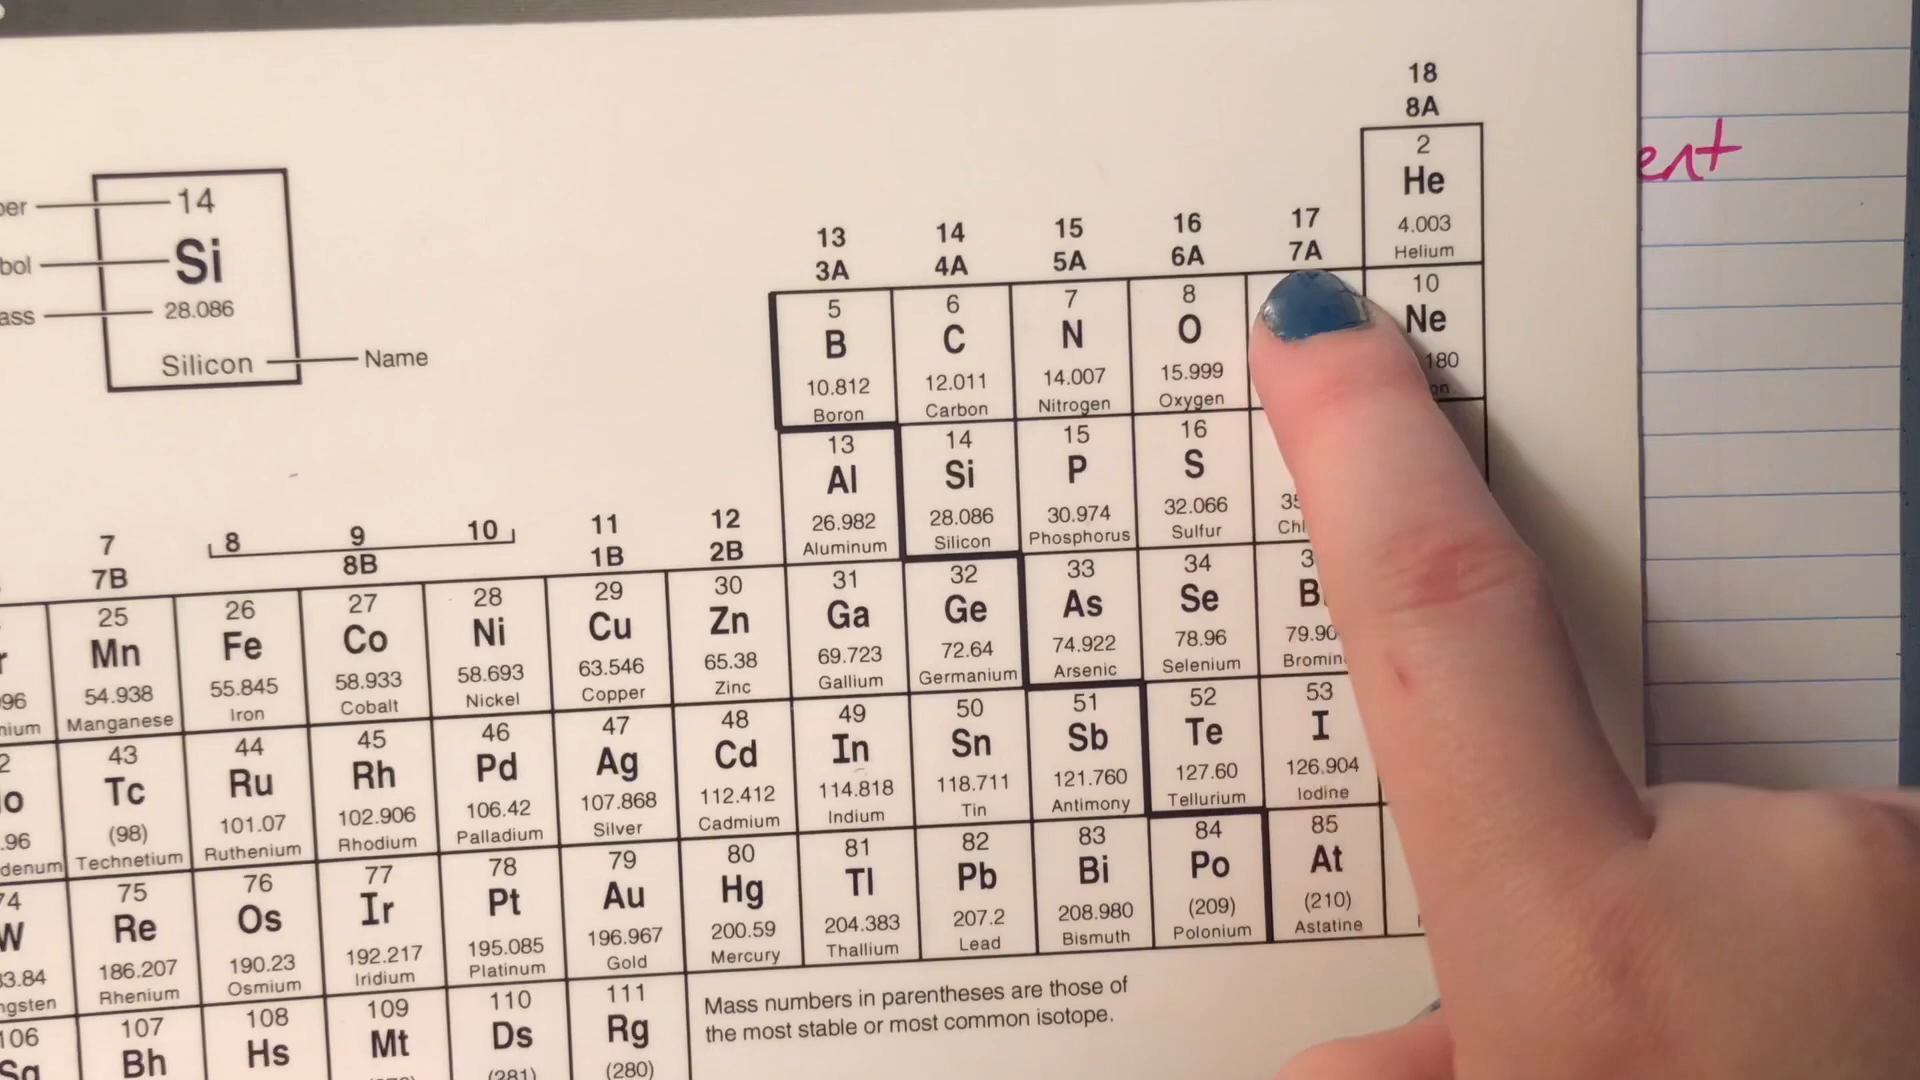 14
Si
28.086
Silicon
Name
18
8A
2
He
4.003
Helium
13 14 15 16 17
3A 4A 5A 6A 7A
5 6 7 8 10
B C N O Ne
10.812 12.011 14.007 15.999
Boron Carbon Nitrogen Oxygen
13 14 15 16
Al Si P S
26.982 28.086 30.974 32.066
Aluminum Silicon Phosphorus Sulfur
7 8 9 10 11 12
7B 8B 1B 2B
25 26 27 28 29 30 31 32 33 34
Mn Fe Co Ni Cu Zn Ga Ge As Se
54.938 55.845 58.933 58.693 63.546 65.38 69.723 72.64 74.922 78.96
Manganese Iron Cobalt Nickel Copper Zinc Gallium Germanium Arsenic Selenium
43 44 45 46 47 48 49 50 51 52 53
Tc Ru Rh Pd Ag Cd In Sn Sb Te I
(98) 101.07 102.906 106.42 107.868 112.412 114.818 118.711 121.760 127.60 126.904
Technetium Ruthenium Rhodium Palladium Silver Cadmium Indium Tin Antimony Tellurium Iodine
75 76 77 78 79 80 81 82 83 84 85
W Re Os Ir Pt Au Hg Tl Pb Bi Po At
186.207 190.23 192.217 195.085 196.967 200.59 204.383 207.2 208.980 (209) (210)
Rhenium Osmium Iridium Platinum Gold Mercury Thallium Lead Bismuth Polonium Astatine
106 107 108 109 110 111
Sg Bh Hs Mt Ds Rg
(281) (280)
Mass numbers in parentheses are those of
the most stable or most common isotope.
ent